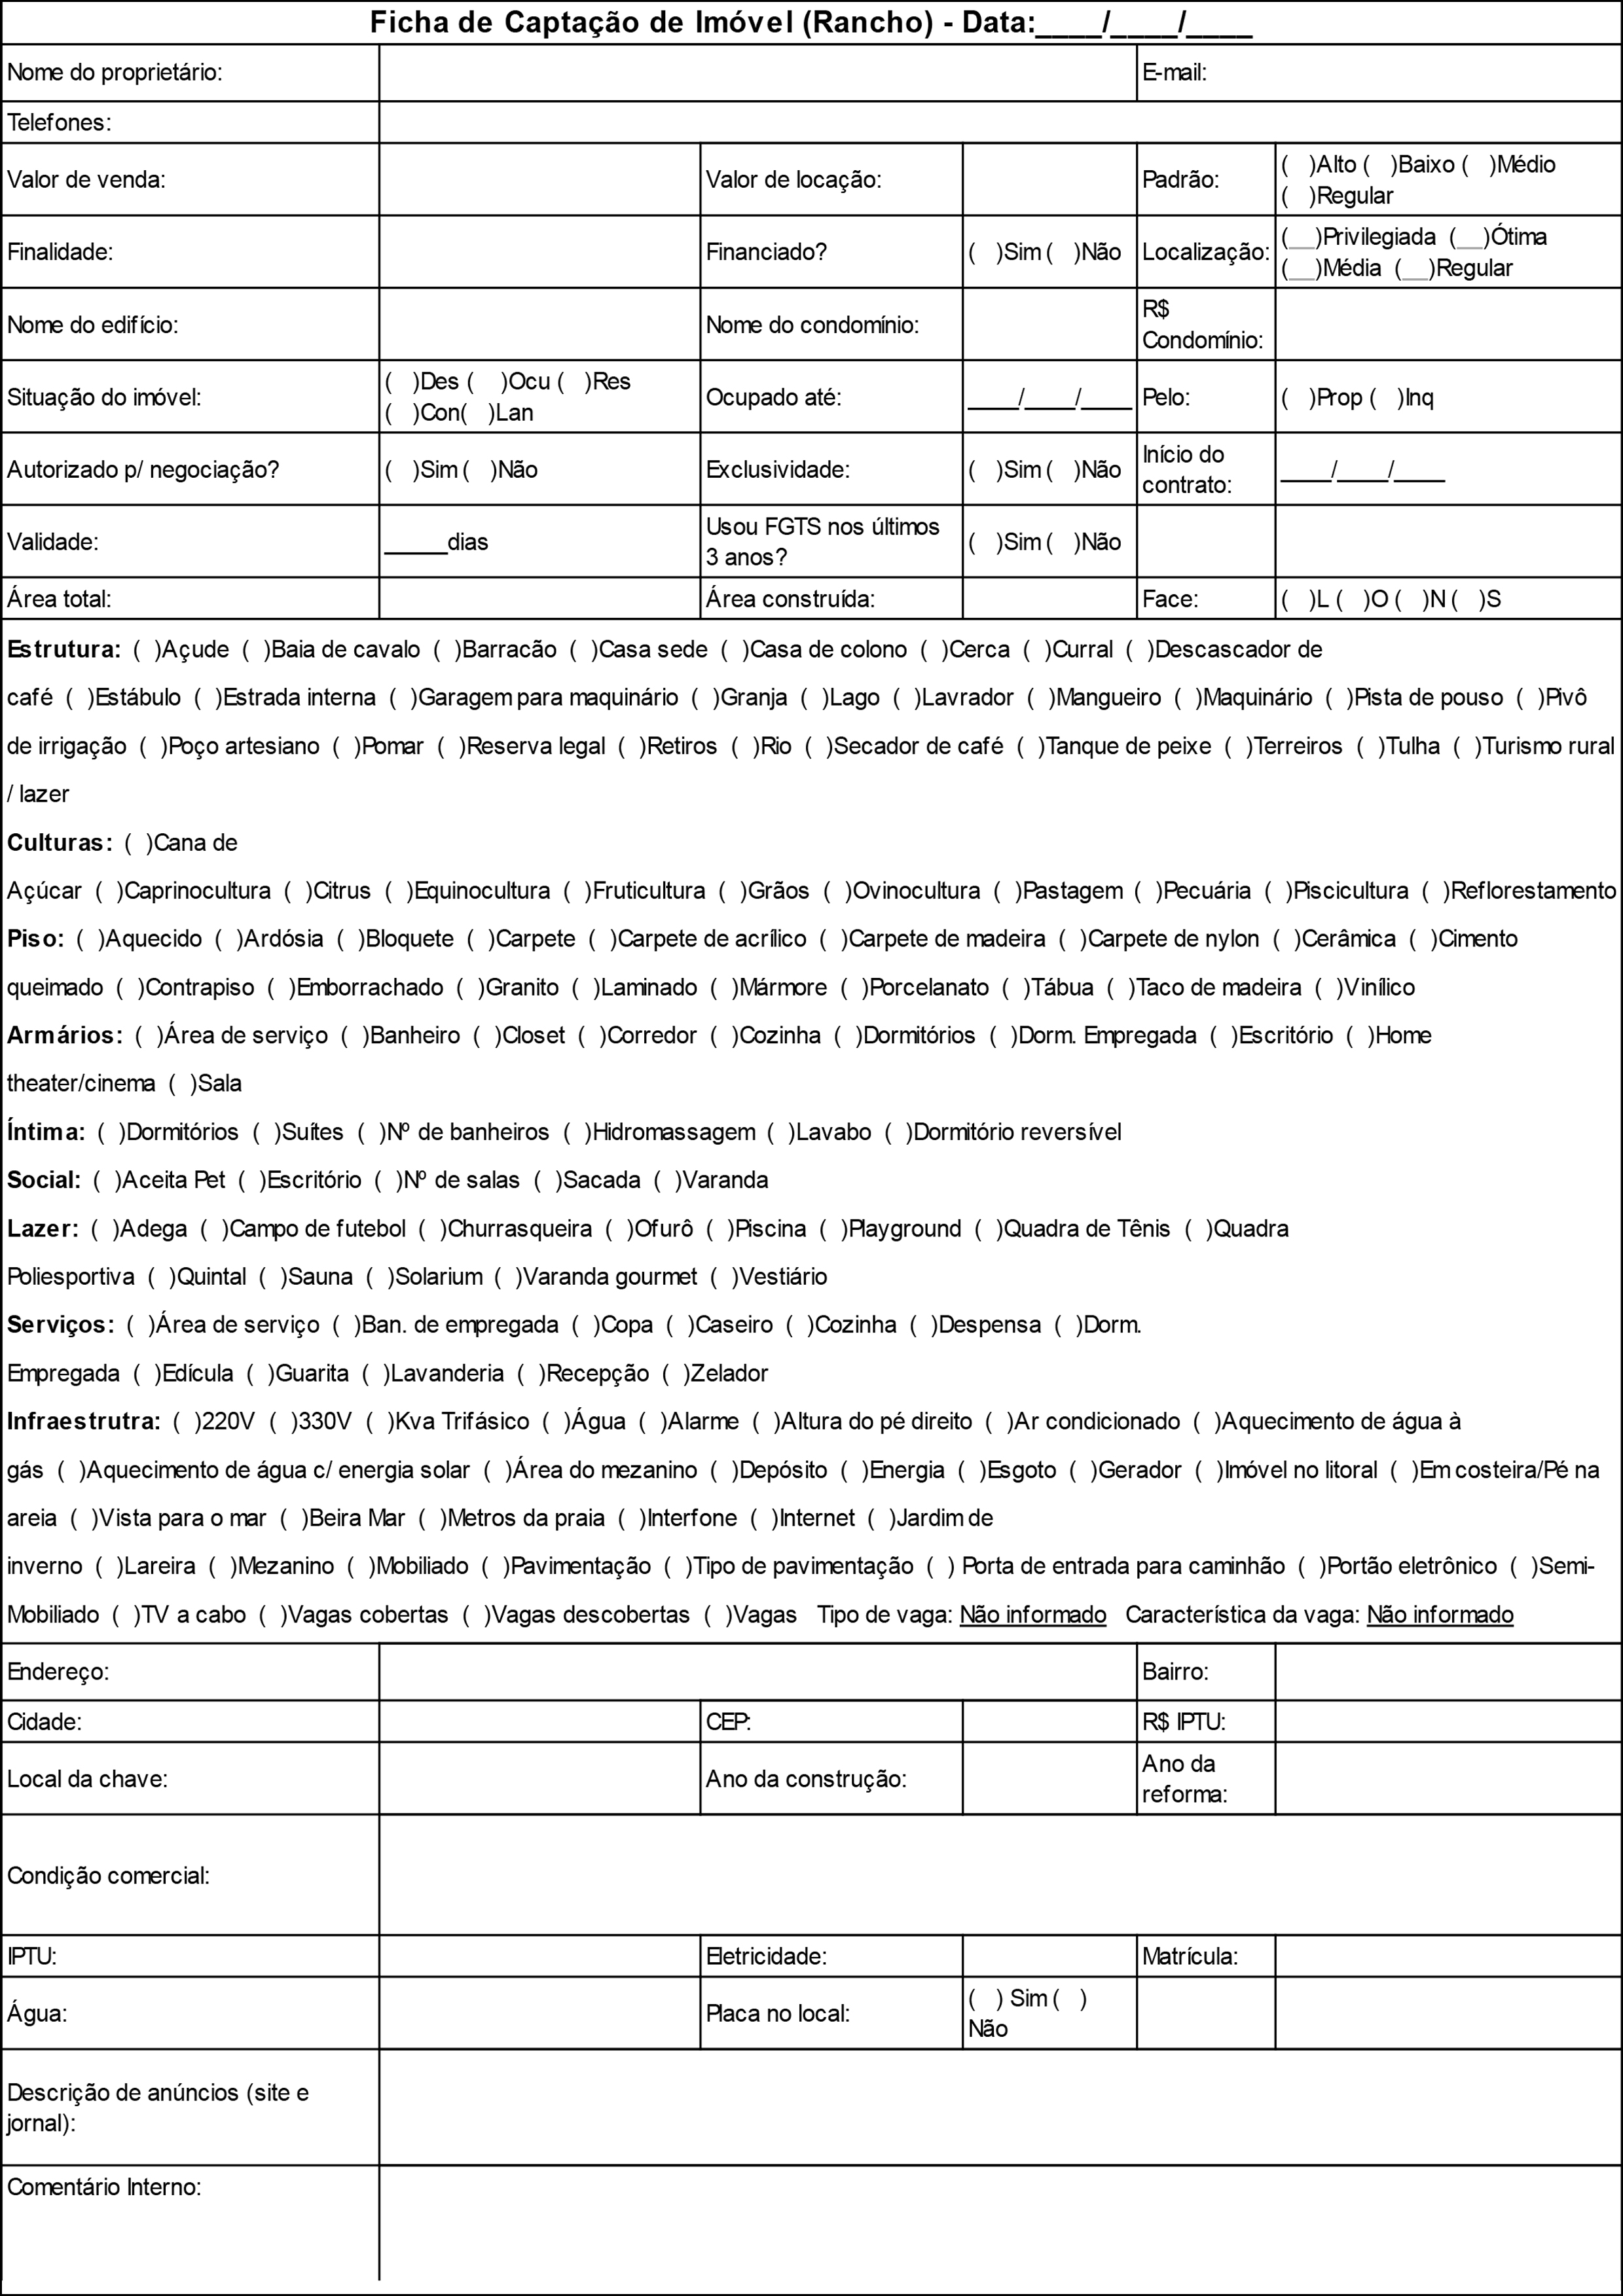 Ficha de Captação de Imóvel (Rancho) - Data:____/____/____
Nome do proprietário:
E-mail:
Telefones:
Valor de venda:
Valor de locação:
Padrão:
(   )Alto (   )Baixo (   )Médio
(   )Regular
Finalidade:
Financiado?
(   )Sim (   )Não
Localização:
(__)Privilegiada  (__)Ótima
(__)Média  (__)Regular
Nome do edifício:
Nome do condomínio:
R$
Condomínio:
Situação do imóvel:
(   )Des (   )Ocu (   )Res
(   )Con(   )Lan
Ocupado até:
____/____/____
Pelo:
(   )Prop (   )Inq
Autorizado p/ negociação?
(   )Sim (   )Não
Exclusividade:
(   )Sim (   )Não
Início do
contrato:
____/____/____
Validade:
_____dias
Usou FGTS nos últimos
3 anos?
(   )Sim (   )Não
Área total:
Área construída:
Face:
(   )L (   )O (   )N (   )S
Estrutura:  (  )Açude  (  )Baia de cavalo  (  )Barracão  (  )Casa sede  (  )Casa de colono  (  )Cerca  (  )Curral  (  )Descascador de
café  (  )Estábulo  (  )Estrada interna  (  )Garagem para maquinário  (  )Granja  (  )Lago  (  )Lavrador  (  )Mangueiro  (  )Maquinário  (  )Pista de pouso  (  )Pivô
de irrigação  (  )Poço artesiano  (  )Pomar  (  )Reserva legal  (  )Retiros  (  )Rio  (  )Secador de café  (  )Tanque de peixe  (  )Terreiros  (  )Tulha  (  )Turismo rural
/ lazer
Culturas:  (  )Cana de
Açúcar  (  )Caprinocultura  (  )Citrus  (  )Equinocultura  (  )Fruticultura  (  )Grãos  (  )Ovinocultura  (  )Pastagem  (  )Pecuária  (  )Piscicultura  (  )Reflorestamento
Piso:  (  )Aquecido  (  )Ardósia  (  )Bloquete  (  )Carpete  (  )Carpete de acrílico  (  )Carpete de madeira  (  )Carpete de nylon  (  )Cerâmica  (  )Cimento
queimado  (  )Contrapiso  (  )Emborrachado  (  )Granito  (  )Laminado  (  )Mármore  (  )Porcelanato  (  )Tábua  (  )Taco de madeira  (  )Vinílico
Armários:  (  )Área de serviço  (  )Banheiro  (  )Closet  (  )Corredor  (  )Cozinha  (  )Dormitórios  (  )Dorm. Empregada  (  )Escritório  (  )Home
theater/cinema  (  )Sala
Íntima:  (  )Dormitórios  (  )Suítes  (  )Nº de banheiros  (  )Hidromassagem  (  )Lavabo  (  )Dormitório reversível
Social:  (  )Aceita Pet  (  )Escritório  (  )Nº de salas  (  )Sacada  (  )Varanda
Lazer:  (  )Adega  (  )Campo de futebol  (  )Churrasqueira  (  )Ofurô  (  )Piscina  (  )Playground  (  )Quadra de Tênis  (  )Quadra
Poliesportiva  (  )Quintal  (  )Sauna  (  )Solarium  (  )Varanda gourmet  (  )Vestiário
Serviços:  (  )Área de serviço  (  )Ban. de empregada  (  )Copa  (  )Caseiro  (  )Cozinha  (  )Despensa  (  )Dorm.
Empregada  (  )Edícula  (  )Guarita  (  )Lavanderia  (  )Recepção  (  )Zelador
Infraestrutra:  (  )220V  (  )330V  (  )Kva Trifásico  (  )Água  (  )Alarme  (  )Altura do pé direito  (  )Ar condicionado  (  )Aquecimento de água à
gás  (  )Aquecimento de água c/ energia solar  (  )Área do mezanino  (  )Depósito  (  )Energia  (  )Esgoto  (  )Gerador  (  )Imóvel no litoral  (  )Em costeira/Pé na
areia  (  )Vista para o mar  (  )Beira Mar  (  )Metros da praia  (  )Interfone  (  )Internet  (  )Jardim de
inverno  (  )Lareira  (  )Mezanino  (  )Mobiliado  (  )Pavimentação  (  )Tipo de pavimentação  (  ) Porta de entrada para caminhão  (  )Portão eletrônico  (  )Semi-
Mobiliado  (  )TV a cabo  (  )Vagas cobertas  (  )Vagas descobertas  (  )Vagas   Tipo de vaga: Não informado   Característica da vaga: Não informado
Endereço:
Bairro:
Cidade:
CEP:
R$ IPTU:
Local da chave:
Ano da construção:
Ano da
reforma:
Condição comercial:
IPTU:
Eletricidade:
Matrícula:
Água:
Placa no local:
(   ) Sim (   )
Não
Descrição de anúncios (site e
jornal):
Comentário Interno: